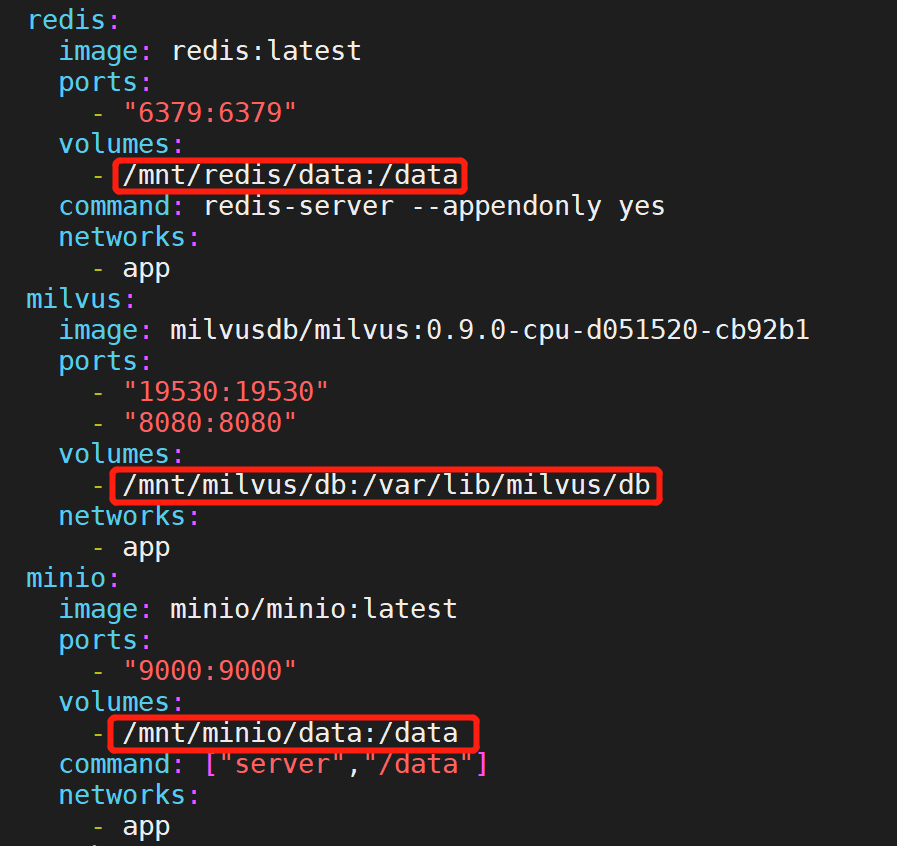 redis:
image: redis:latest
ports:
- "6379:6379"
volumes:
- /mnt/redis/data:/data
command: redis-server --appendonly yes
networks:
- app
milvus:
image: milvusdb/milvus:0.9.0-cpu-d051520-cb92b1
ports:
- "19530:19530"
- "8080:8080"
volumes:
- /mnt/milvus/db:/var/lib/milvus/db
networks:
- app
minio:
image: minio/minio:latest
ports:
- "9000:9000"
volumes:
- /mnt/minio/data:/data
command: ["server","/data"]
networks:
- app